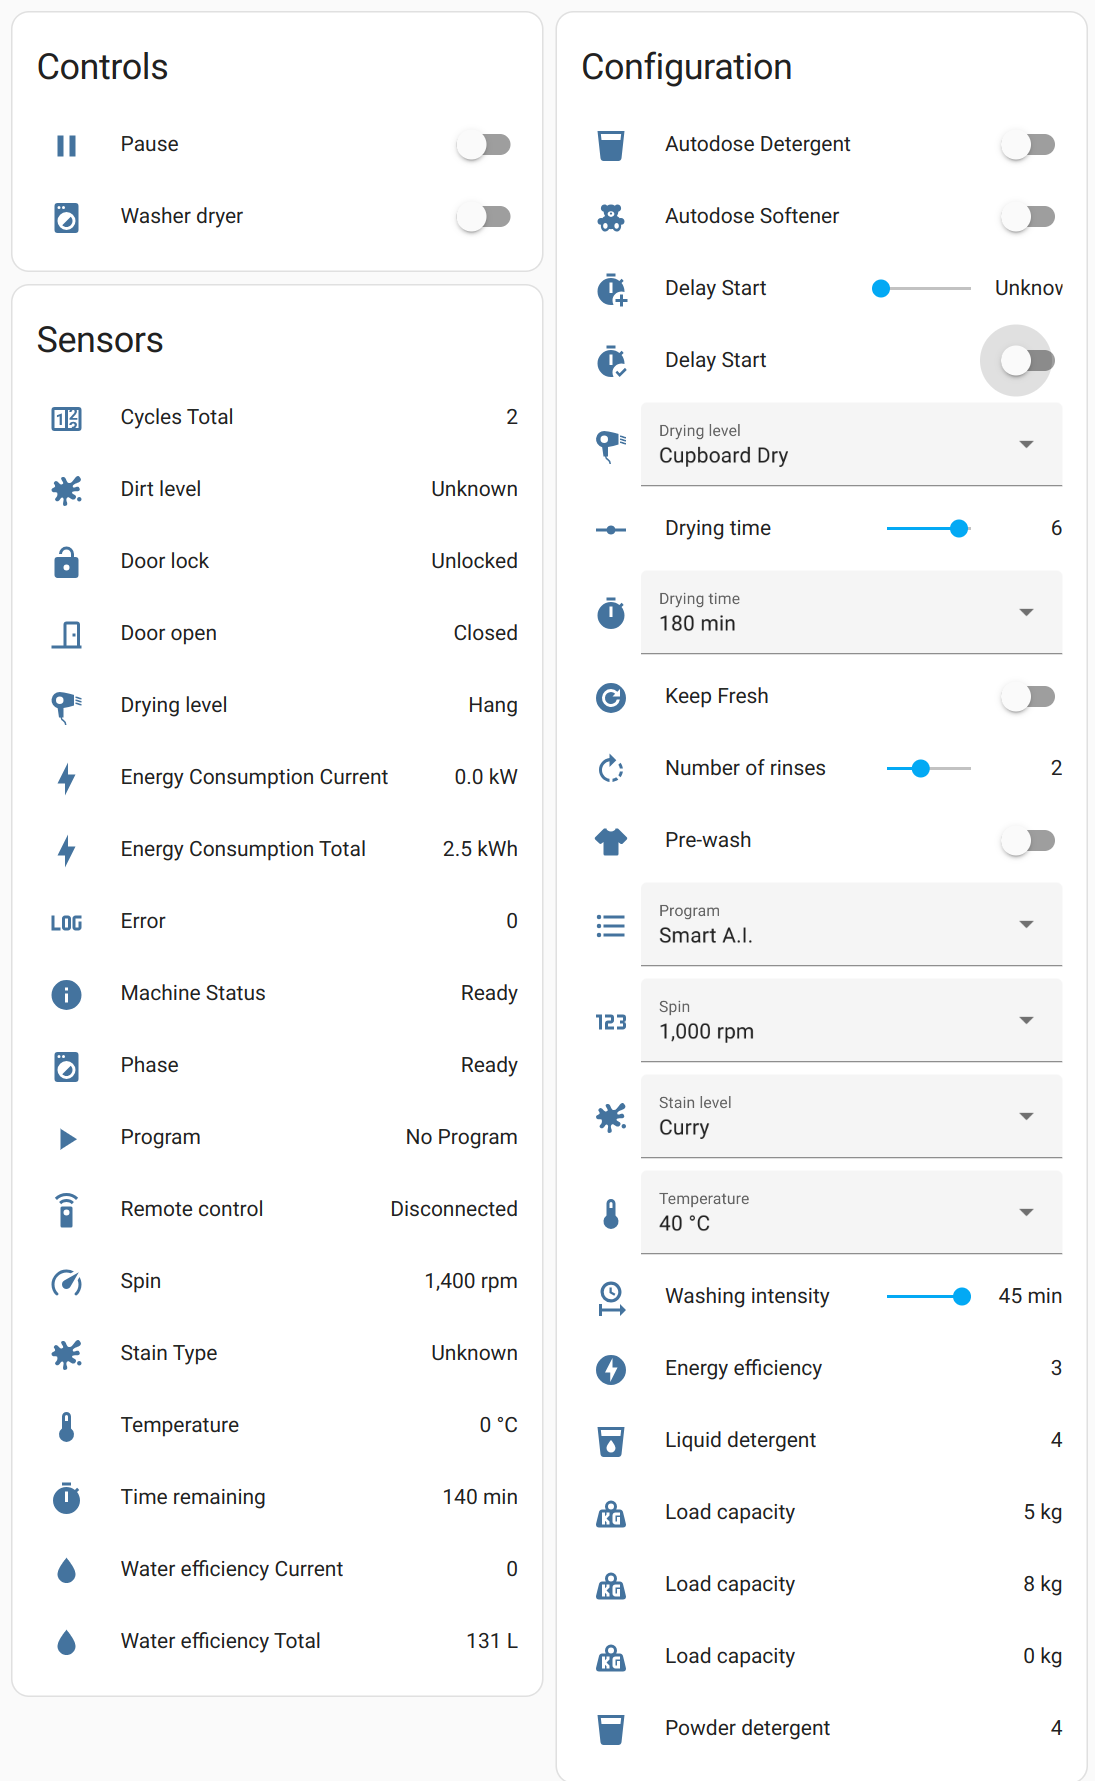 Controls
Pause
Washer dryer
Sensors
Cycles Total 2
Dirt level Unknown
Door lock Unlocked
Door open Closed
Drying level Hang
Energy Consumption Current 0.0 kW
Energy Consumption Total 2.5 kWh
LOG Error 0
Machine Status Ready
Phase Ready
Program No Program
Remote control Disconnected
Spin 1,400 rpm
Stain Type Unknown
Temperature 0 °C
Time remaining 140 min
Water efficiency Current 0
Water efficiency Total 131 L
Configuration
Autodose Detergent
Autodose Softener
Delay Start Unknow
Delay Start
Drying level
Cupboard Dry
Drying time 6
Drying time
180 min
Keep Fresh
Number of rinses 2
Pre-wash
Program
Smart A.I.
123
Spin
1,000 rpm
Stain level
Curry
Temperature
40 °C
Washing intensity 45 min
Energy efficiency 3
Liquid detergent 4
KG Load capacity 5 kg
KG Load capacity 8 kg
KG Load capacity 0 kg
Powder detergent 4